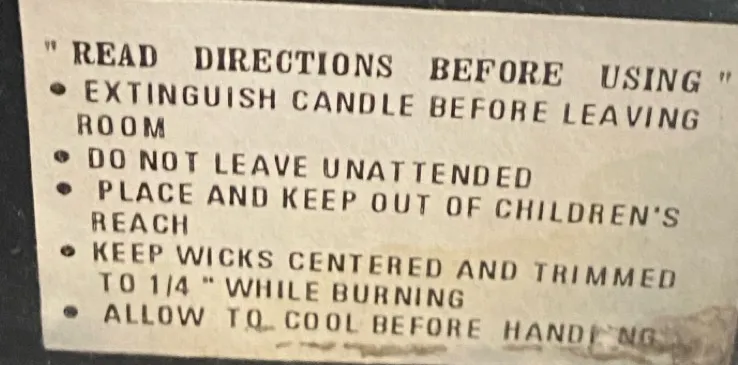 " READ DIRECTIONS BEFORE USING "
• EXTINGUISH CANDLE BEFORE LEAVING
ROOM
• DO NOT LEAVE UNATTENDED
• PLACE AND KEEP OUT OF CHILDREN'S
REACH
• KEEP WICKS CENTERED AND TRIMMED
TO 1/4 " WHILE BURNING
• ALLOW TO COOL BEFORE HANDLING